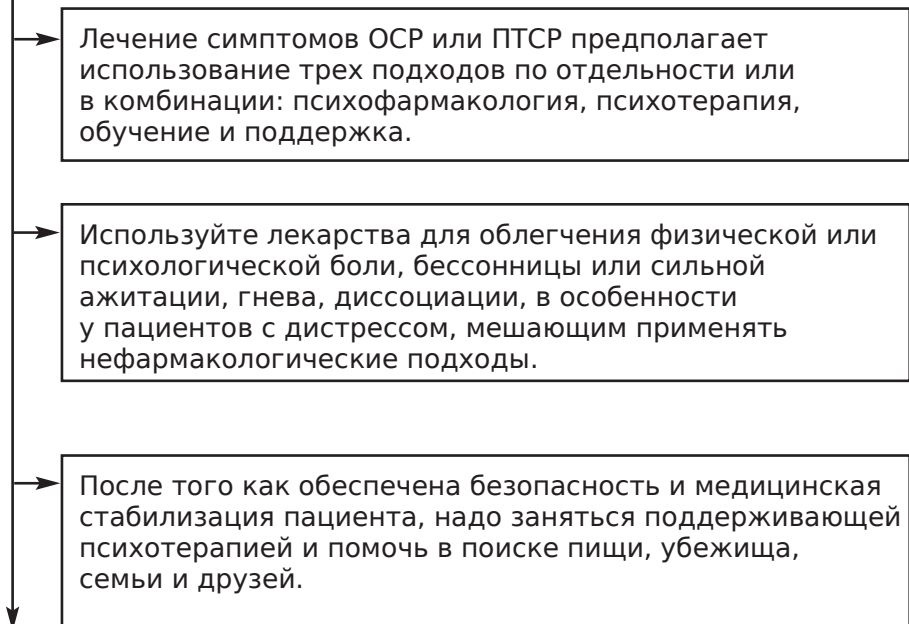 Лечение симптомов ОСР или ПТСР предполагает
использование трех подходов по отдельности или
в комбинации: психофармакология, психотерапия,
обучение и поддержка.
Используйте лекарства для облегчения физической или
психологической боли, бессонницы или сильной
ажитации, гнева, диссоциации, в особенности
у пациентов с дистрессом, мешающим применять
нефармакологические подходы.
После того как обеспечена безопасность и медицинская
стабилизация пациента, надо заняться поддерживающей
психотерапией и помочь в поиске пищи, убежища,
семьи и друзей.